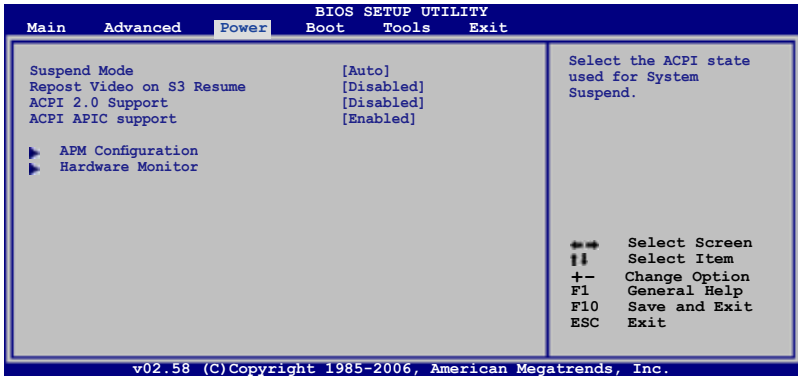 BIOS SETUP UTILITY
Main Advanced Power Boot Tools Exit
Suspend Mode [Auto]
Repost Video on S3 Resume [Disabled]
ACPI 2.0 Support [Disabled]
ACPI APIC support [Enabled]
APM Configuration
Hardware Monitor
Select the ACPI state
used for System
Suspend.
Select Screen
Select Item
+- Change Option
F1 General Help
F10 Save and Exit
ESC Exit
v02.58 (C)Copyright 1985-2006, American Megatrends, Inc.